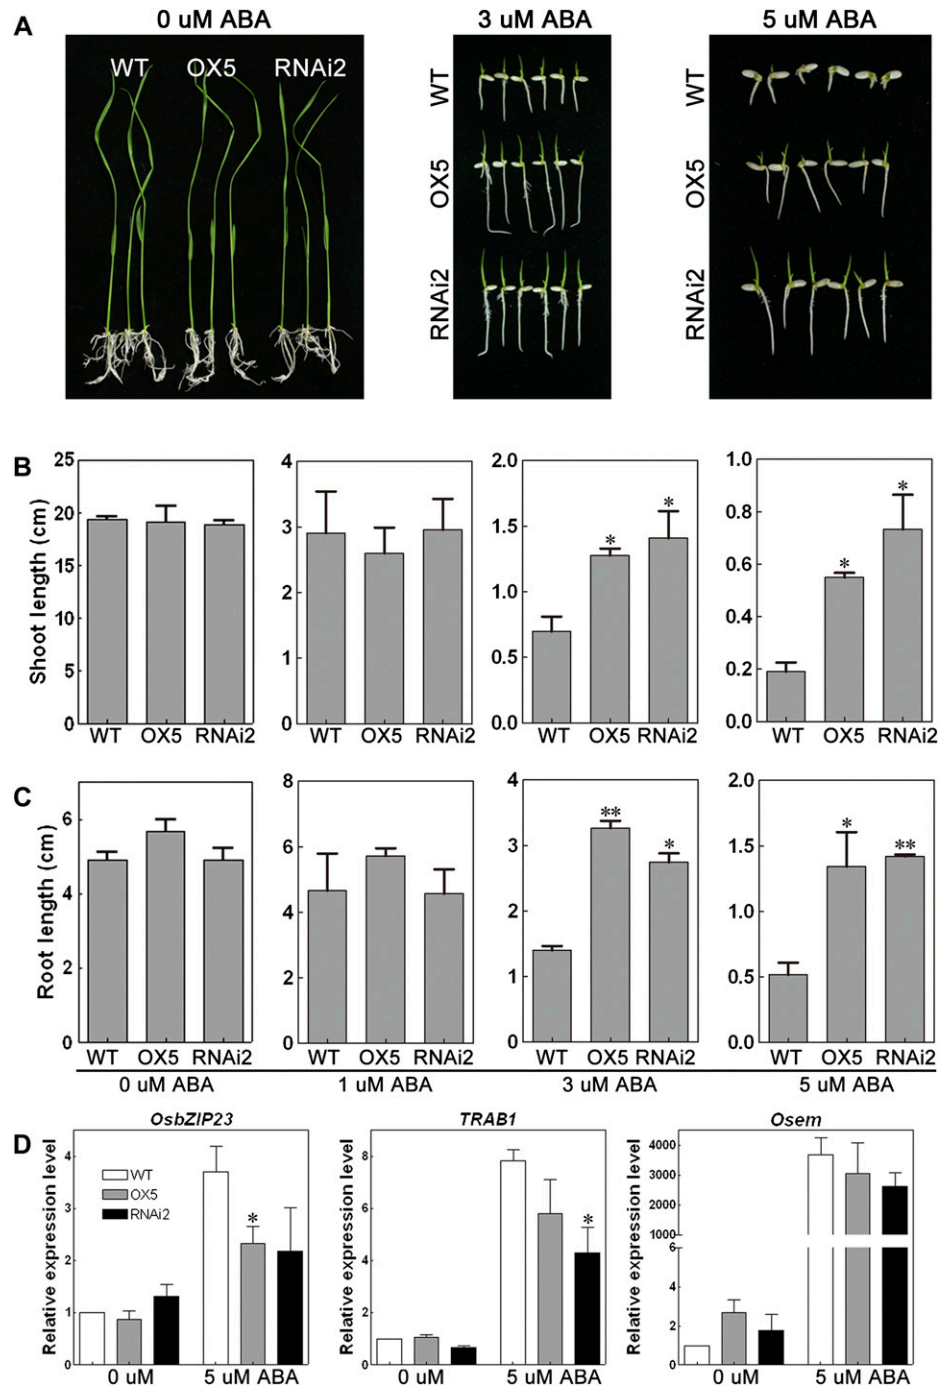 A
0 uM ABA
3 uM ABA
5 uM ABA
WT
OX5
RNAi2
WT
OX5
RNAi2
WT
OX5
RNAi2
B
Shoot length (cm)
25
20
15
10
5
0
WT OX5 RNAi2
4
3
2
1
0
WT OX5 RNAi2
2.0
1.5
1.0
0.5
0.0
* *
WT OX5 RNAi2
1.0
0.8
0.6
0.4
0.2
0.0
* *
WT OX5 RNAi2
C
Root length (cm)
6
4
2
0
WT OX5 RNAi2
0 uM ABA
8
6
4
2
0
WT OX5 RNAi2
1 uM ABA
4
3
2
1
0
** *
WT OX5 RNAi2
3 uM ABA
2.0
1.5
1.0
0.5
0.0
* **
WT OX5 RNAi2
5 uM ABA
D
OsbZIP23
Relative expression level
4
3
2
1
0
WT
OX5
RNAi2
*
0 uM 5 uM ABA
TRAB1
Relative expression level
8
6
4
2
0
*
0 uM 5 uM ABA
Osem
Relative expression level
4000
3000
2000
1000
6
4
2
0
0 uM 5 uM ABA